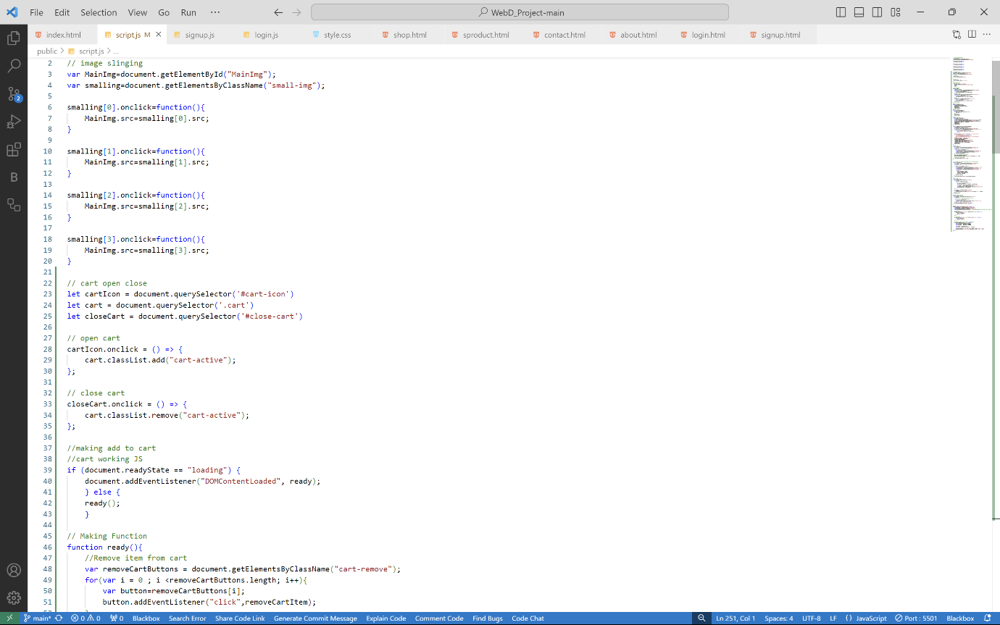 File Edit Selection View Go Run ··· WebD_Project-main
index.html script.js M signup.js login.js style.css shop.html sproduct.html contact.html about.html login.html signup.html
public > script.js > ...
2 // image slinging
3 var MainImg=document.getElementById("MainImg");
4 var smalling=document.getElementsByClassName("small-img");
5
6 smalling[0].onclick=function(){
7 MainImg.src=smalling[0].src;
8 }
9
10 smalling[1].onclick=function(){
11 MainImg.src=smalling[1].src;
12 }
13
14 smalling[2].onclick=function(){
15 MainImg.src=smalling[2].src;
16 }
17
18 smalling[3].onclick=function(){
19 MainImg.src=smalling[3].src;
20 }
21
22 // cart open close
23 let cartIcon = document.querySelector('#cart-icon')
24 let cart = document.querySelector('.cart')
25 let closeCart = document.querySelector('#close-cart')
26
27 // open cart
28 cartIcon.onclick = () => {
29 cart.classList.add("cart-active");
30 };
31
32 // close cart
33 closeCart.onclick = () => {
34 cart.classList.remove("cart-active");
35 };
36
37 //making add to cart
38 //cart working JS
39 if (document.readyState == "loading") {
40 document.addEventListener("DOMContentLoaded", ready);
41 } else {
42 ready();
43 }
44
45 // Making Function
46 function ready(){
47 //Remove item from cart
48 var removeCartButtons = document.getElementsByClassName("cart-remove");
49 for(var i = 0 ; i <removeCartButtons.length; i++){
50 var button=removeCartButtons[i];
51 button.addEventListener("click",removeCartItem);
2
B
main* 0 0 0 Blackbox Search Error Share Code Link Generate Commit Message Explain Code Comment Code Find Bugs Code Chat Ln 251, Col 1 Spaces: 4 UTF-8 LF {} JavaScript Port : 5501 Blackbox